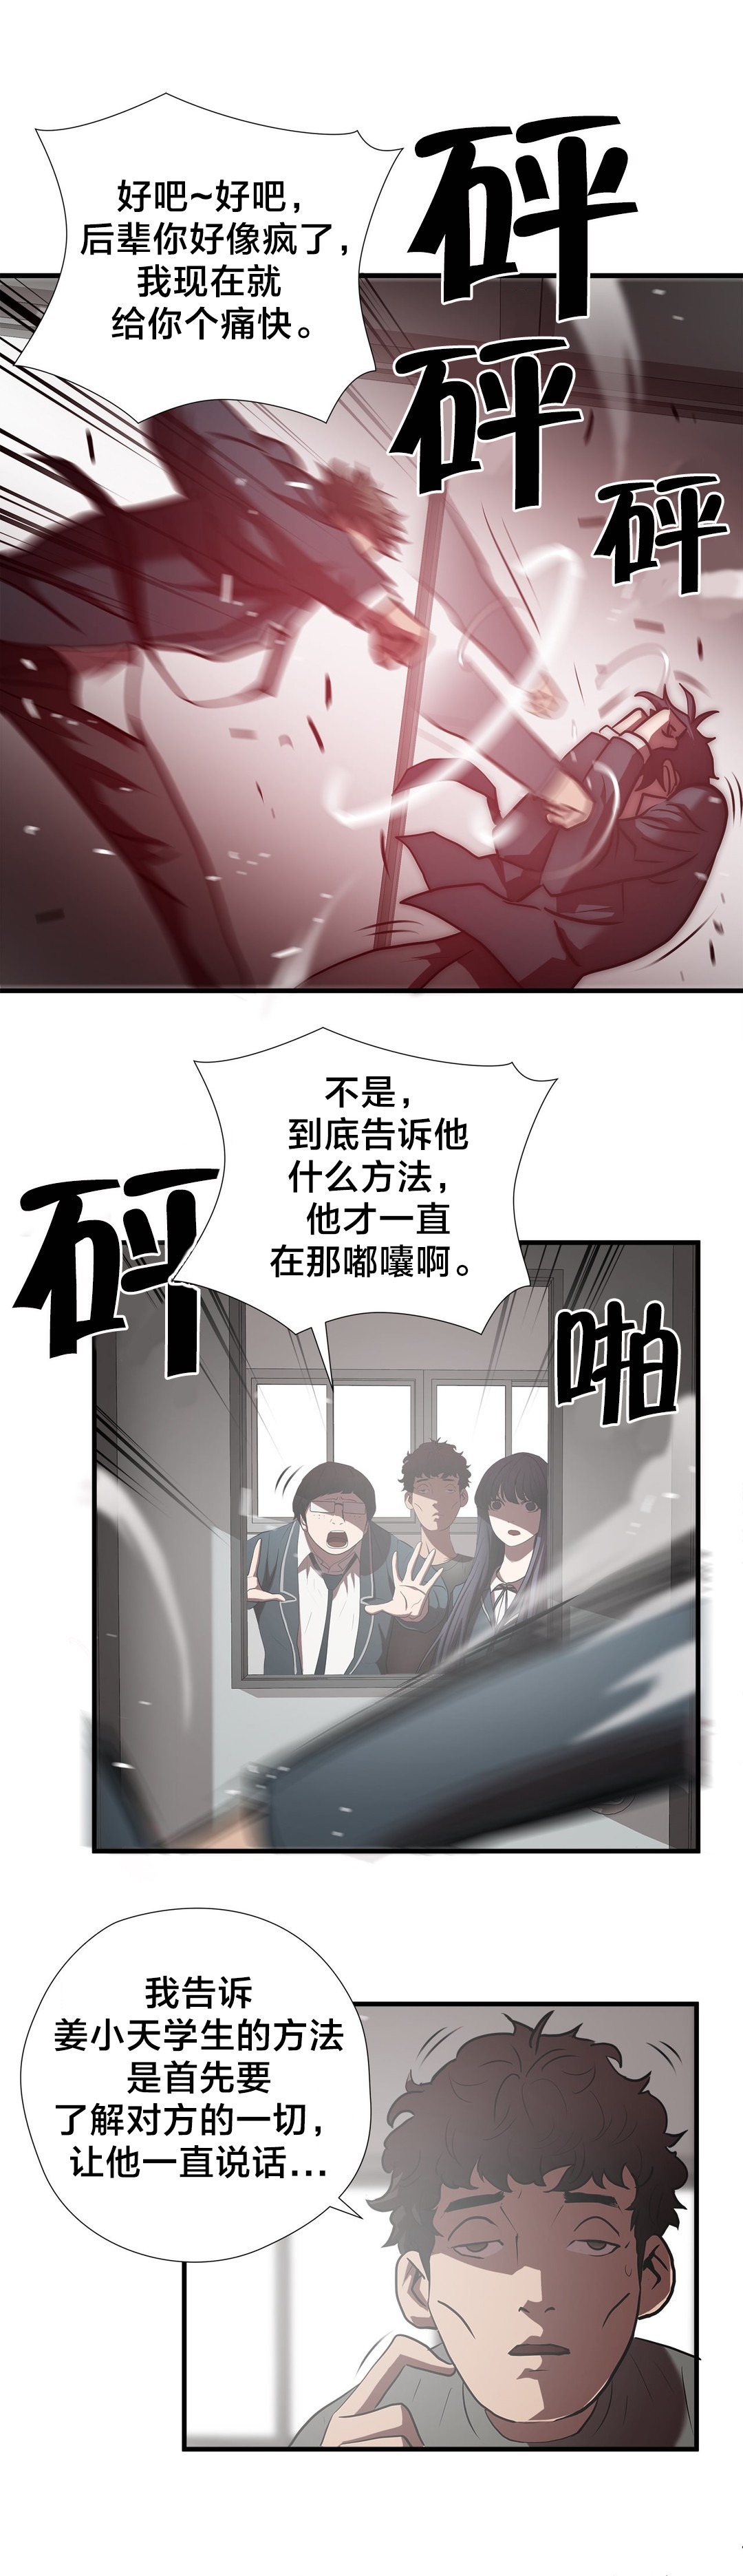 好吧~好吧，
后辈你好像疯了，
我现在就
给你个痛快。
砰
砰
砰
不是，
到底告诉他
什么方法，
他才一直
在那嘟囔啊。
砰
啪
我告诉
姜小天学生的方法
是首先要
了解对方的一切，
让他一直说话...